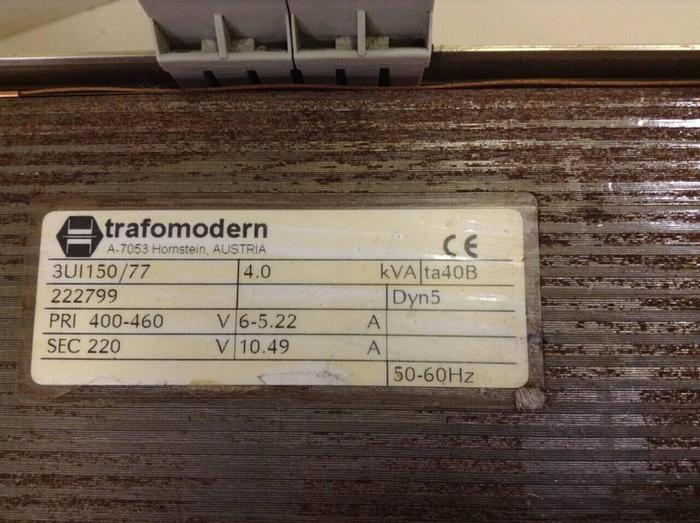 trafomodern
A-7053 Hornstein, AUSTRIA CE
3UI150/77 4.0 kVA ta40B
222799 Dyn5
PRI 400-460 V 6-5.22 A
SEC 220 V 10.49 A
50-60Hz